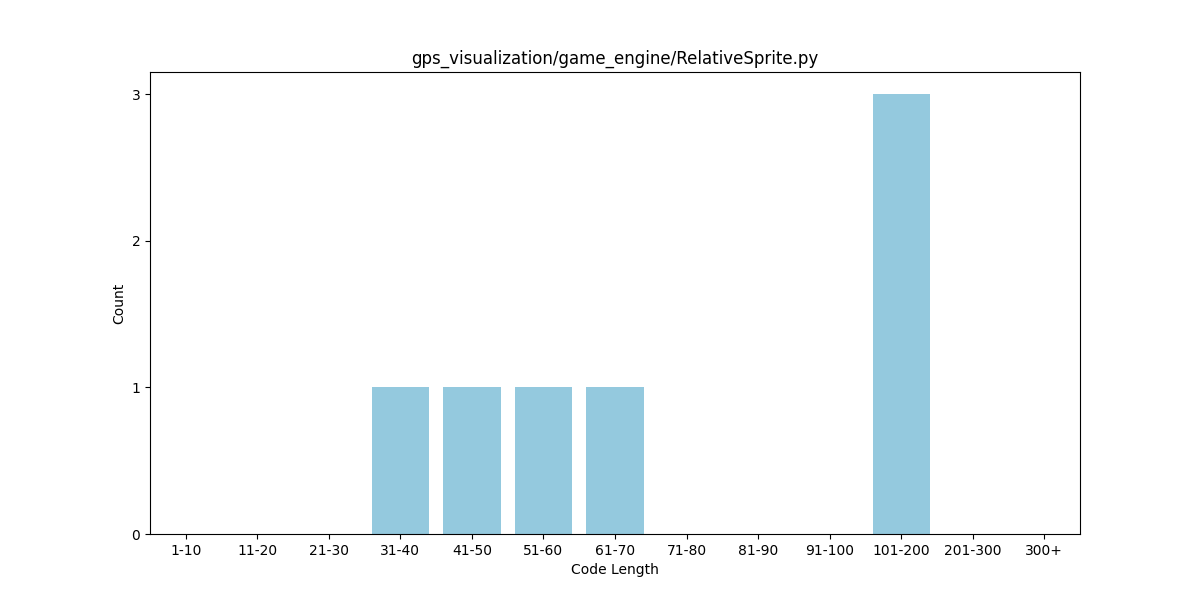 gps_visualization/game_engine/RelativeSprite.py
3
2
1
0
Count
1-10 11-20 21-30 31-40 41-50 51-60 61-70 71-80 81-90 91-100 101-200 201-300 300+
Code Length